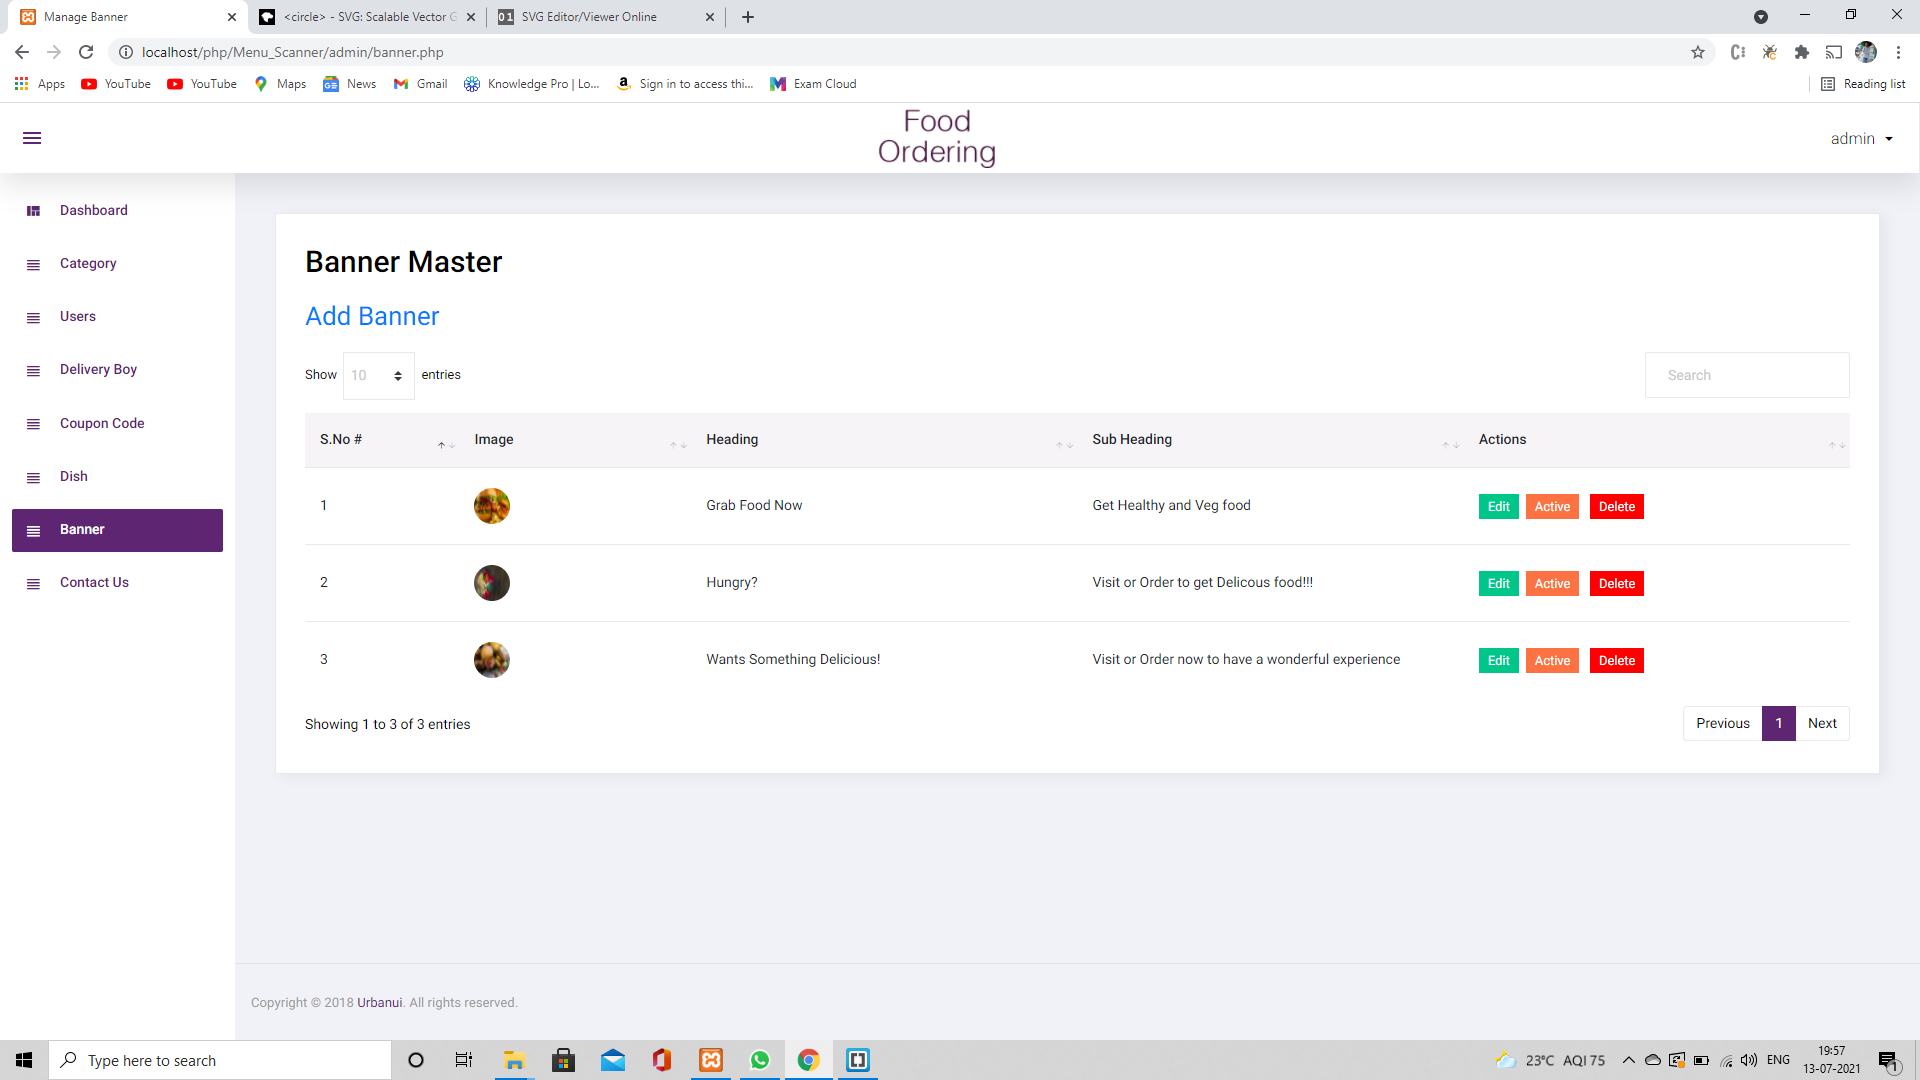 Manage Banner
<circle> - SVG: Scalable Vector G
SVG Editor/Viewer Online
localhost/php/Menu_Scanner/admin/banner.php
Apps
YouTube
YouTube
Maps
News
Gmail
Knowledge Pro | Lo...
Sign in to access thi...
Exam Cloud
Reading list
Food
Ordering
admin
Dashboard
Category
Users
Delivery Boy
Coupon Code
Dish
Banner
Contact Us
Banner Master
Add Banner
Show 10 entries
Search
S.No # Image Heading Sub Heading Actions
1 Grab Food Now Get Healthy and Veg food Edit Active Delete
2 Hungry? Visit or Order to get Delicous food!!! Edit Active Delete
3 Wants Something Delicious! Visit or Order now to have a wonderful experience Edit Active Delete
Showing 1 to 3 of 3 entries
Previous 1 Next
Copyright © 2018 Urbanui. All rights reserved.
Type here to search
23°C AQI 75
ENG
19:57
13-07-2021
1